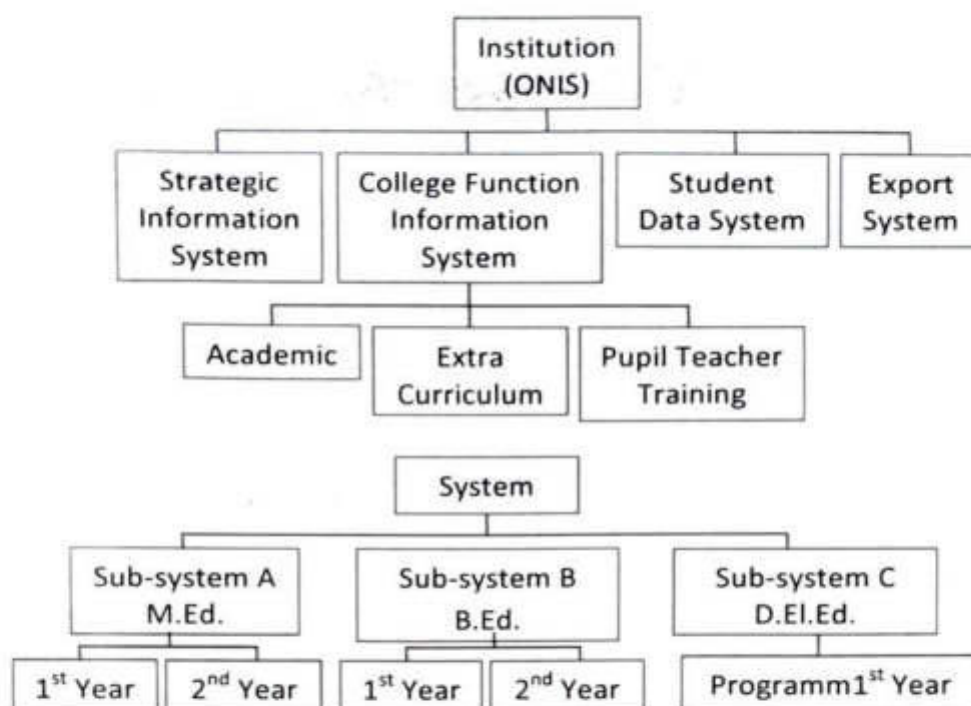 Institution
(ONIS)
Strategic
Information
System
College Function
Information
System
Student
Data System
Export
System
Academic
Extra
Curriculum
Pupil Teacher
Training
System
Sub-system A
M.Ed.
Sub-system B
B.Ed.
Sub-system C
D.El.Ed.
1st Year
2nd Year
1st Year
2nd Year
Programm1st Year